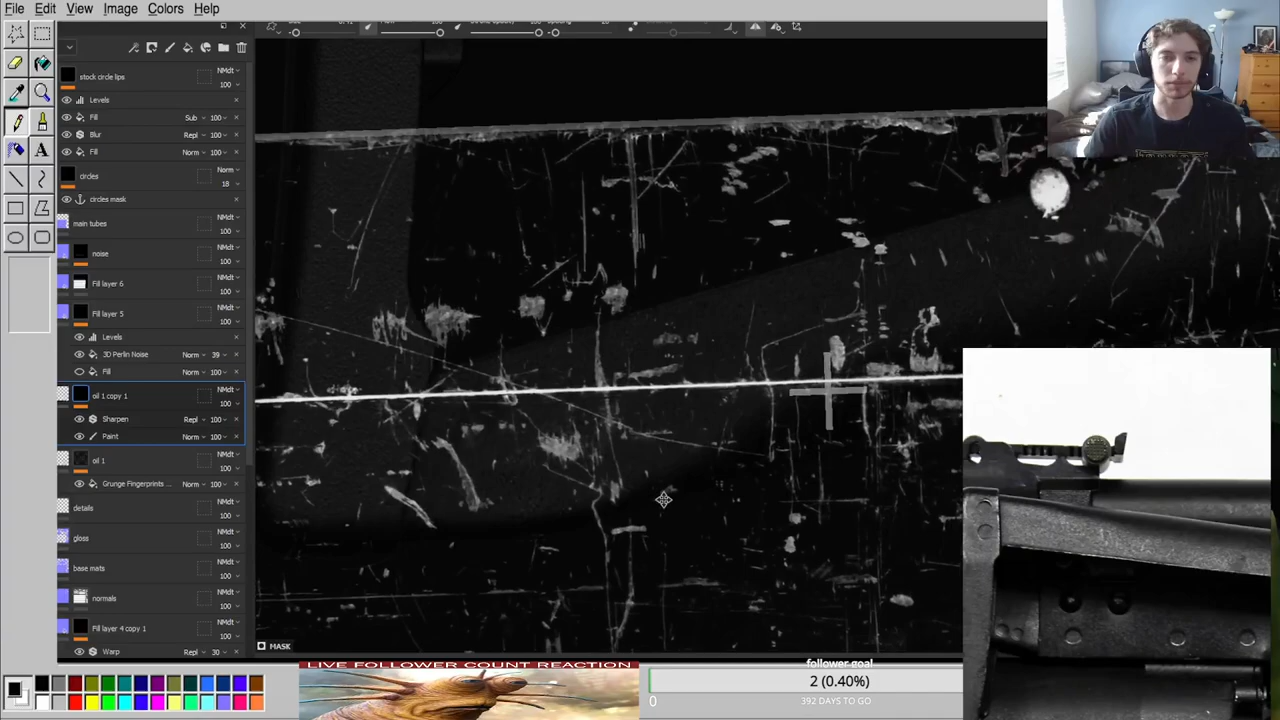 File Edit View Image Colors Help
stock circle lips NMdt 100
Levels
Fill Sub 100
Blur Repl 100
Fill Norm 100
circles Norm 18
circles mask
main tubes NMdt 100
noise NMdt 100
Fill layer 6 NMdt 100
Fill layer 5 NMdt 100
Levels
3D Perlin Noise Norm 39
Fill Norm 100
oil 1 copy 1 NMdt 100
Sharpen Repl 100
Paint Norm 100
oil 1 NMdt 100
Grunge Fingerprints ... Norm 100
details NMdt 100
gloss NMdt 100
base mats NMdt 100
normals NMdt 100
Fill layer 4 copy 1 NMdt 100
Warp Repl 30
MASK
LIVE FOLLOWER COUNT REACTION
follower goal
2 (0.40%)
0
392 DAYS TO GO
A